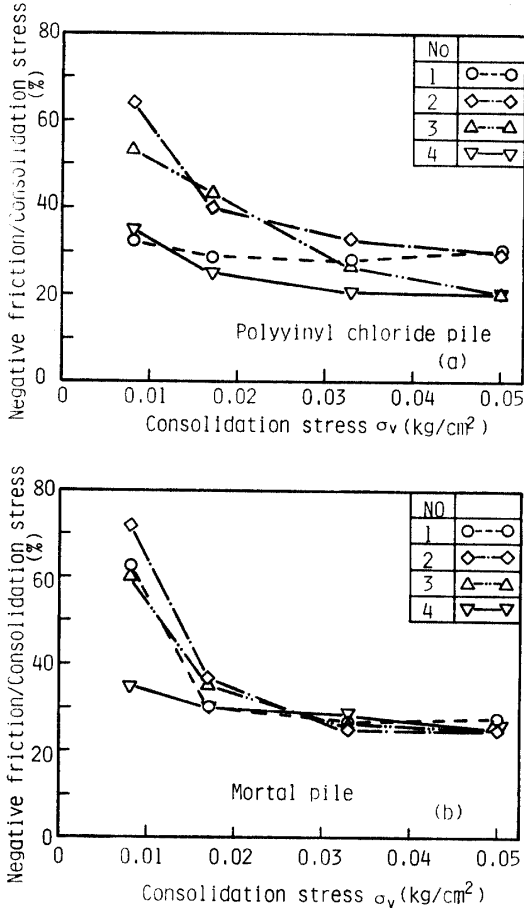 Negative friction/Consolidation stress
(%)
80
60
40
20
0
No
1
2
3
4
Polyyinyl chloride pile
(a)
0 0.01 0.02 0.03 0.04 0.05
Consolidation stress σv(kg/cm²)
Negative friction/Consolidation stress
(%)
80
60
40
20
0
NO
1
2
3
4
Mortal pile
(b)
0 0.01 0.02 0.03 0.04 0.05
Consolidation stress σv(kg/cm²)